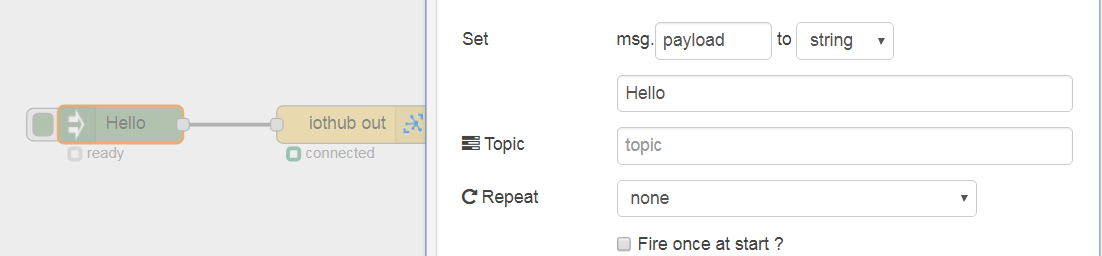 Set msg. payload to string
Hello
Topic topic
Repeat none
Fire once at start ?
Hello
ready
iothub out
connected